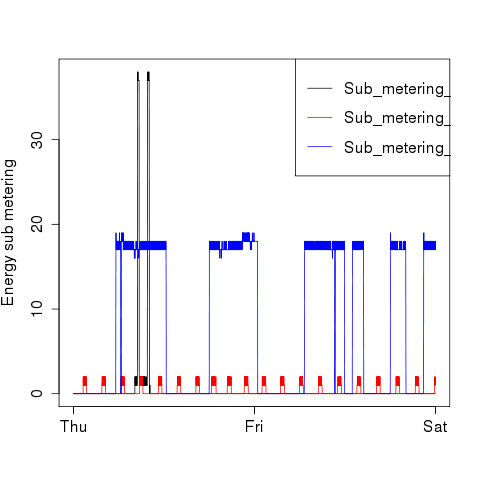 Sub_metering_
Sub_metering_
Sub_metering_
Energy sub metering
0
10
20
30
Thu
Fri
Sat